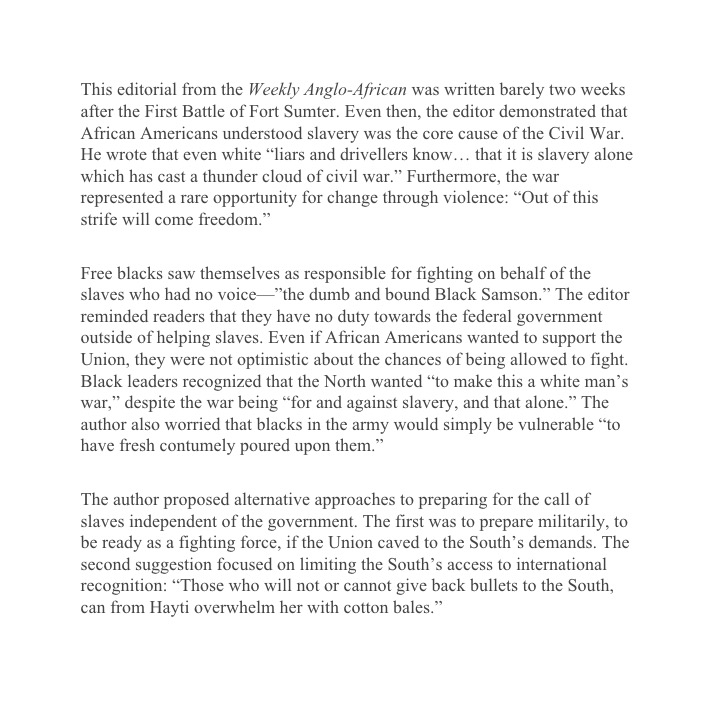 This editorial from the Weekly Anglo-African was written barely two weeks
after the First Battle of Fort Sumter. Even then, the editor demonstrated that
African Americans understood slavery was the core cause of the Civil War.
He wrote that even white “liars and drivellers know… that it is slavery alone
which has cast a thunder cloud of civil war.” Furthermore, the war
represented a rare opportunity for change through violence: “Out of this
strife will come freedom.”
Free blacks saw themselves as responsible for fighting on behalf of the
slaves who had no voice—”the dumb and bound Black Samson.” The editor
reminded readers that they have no duty towards the federal government
outside of helping slaves. Even if African Americans wanted to support the
Union, they were not optimistic about the chances of being allowed to fight.
Black leaders recognized that the North wanted “to make this a white man’s
war,” despite the war being “for and against slavery, and that alone.” The
author also worried that blacks in the army would simply be vulnerable “to
have fresh contumely poured upon them.”
The author proposed alternative approaches to preparing for the call of
slaves independent of the government. The first was to prepare militarily, to
be ready as a fighting force, if the Union caved to the South’s demands. The
second suggestion focused on limiting the South’s access to international
recognition: “Those who will not or cannot give back bullets to the South,
can from Hayti overwhelm her with cotton bales.”